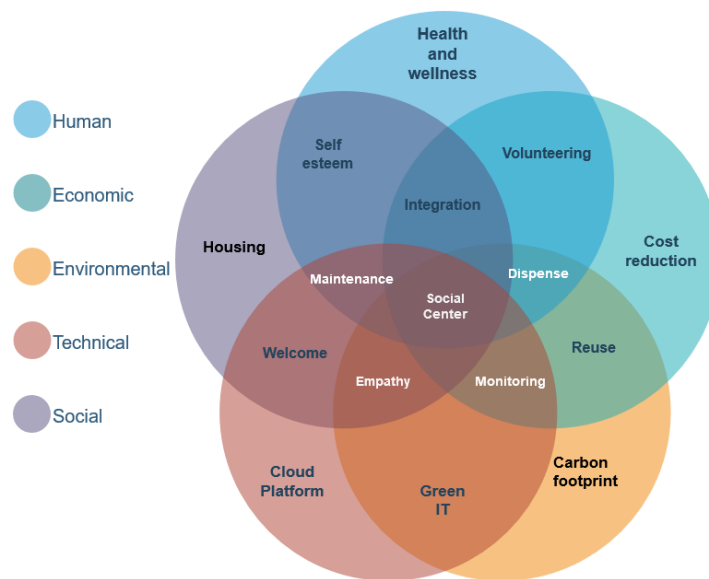 Health
and
wellness
Human
Self
esteem
Volunteering
Economic
Integration
Housing
Cost
reduction
Environmental
Maintenance
Dispense
Social
Center
Technical
Welcome
Reuse
Empathy
Monitoring
Social
Cloud
Platform
Green
IT
Carbon
footprint